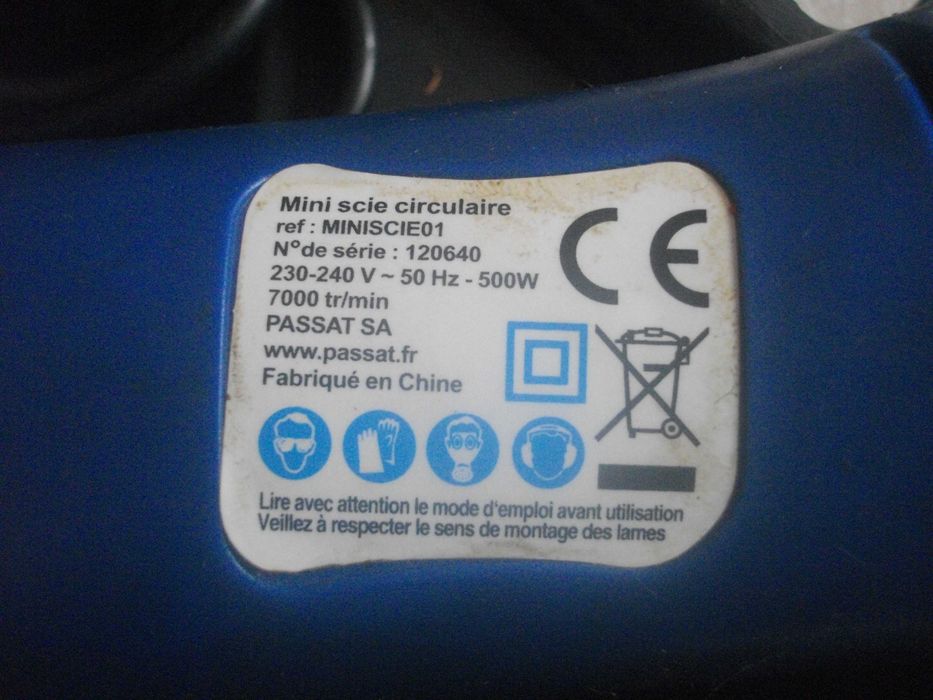 Mini scie circulaire
ref : MINISCIE01
N°de série : 120640
230-240 V ~ 50 Hz - 500W
7000 tr/min
PASSAT SA
www.passat.fr
Fabriqué en Chine
CE
Lire avec attention le mode d'emploi avant utilisation
Veillez à respecter le sens de montage des lames